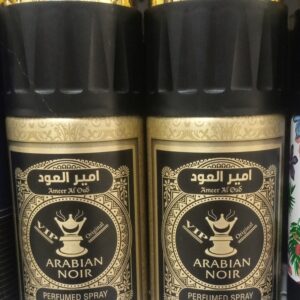 امير العود
Ameer Al Oud
VIP
Original
ARABIAN
NOIR
PERFUMED SPRAY
امير العود
Ameer Al Oud
VIP
Original
ARABIAN
NOIR
PERFUMED SPRAY